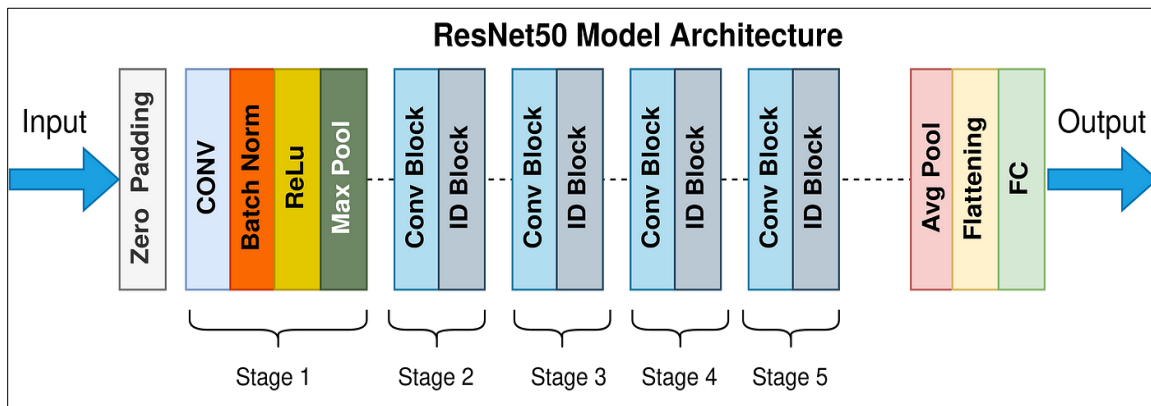 ResNet50 Model Architecture
Input
Zero Padding
CONV
Batch Norm
ReLu
Max Pool
Conv Block
ID Block
Conv Block
ID Block
Conv Block
ID Block
Conv Block
ID Block
Avg Pool
Flattening
FC
Output
Stage 1
Stage 2
Stage 3
Stage 4
Stage 5